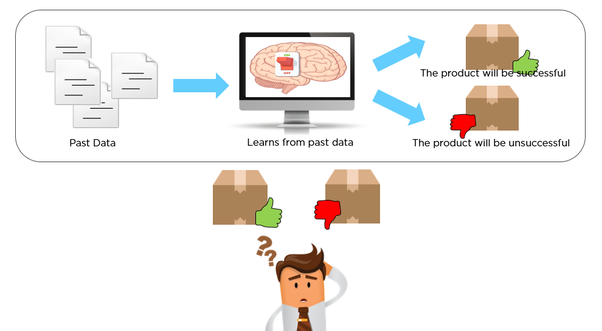 The product will be successful
Past Data
Learns from past data
The product will be unsuccessful
??